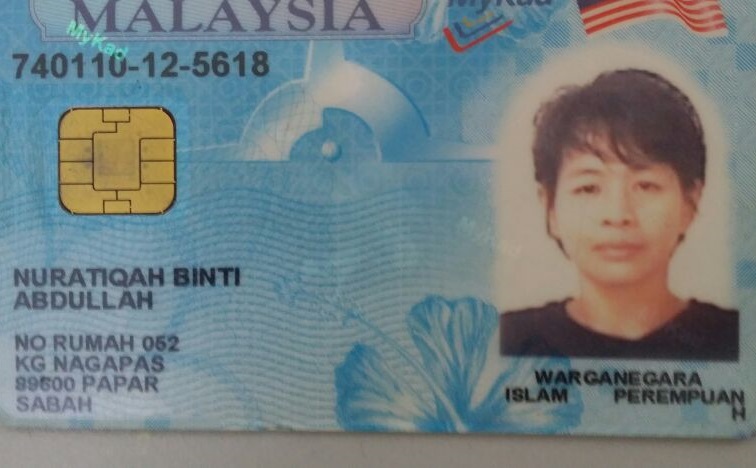 MALAYSIA
MyKad
MyKad
740110-12-5618
NURATIQAH BINTI
ABDULLAH
NO RUMAH 052
KG NAGAPAS
89600 PAPAR
SABAH
WARGANEGARA
ISLAM PEREMPUAN
H